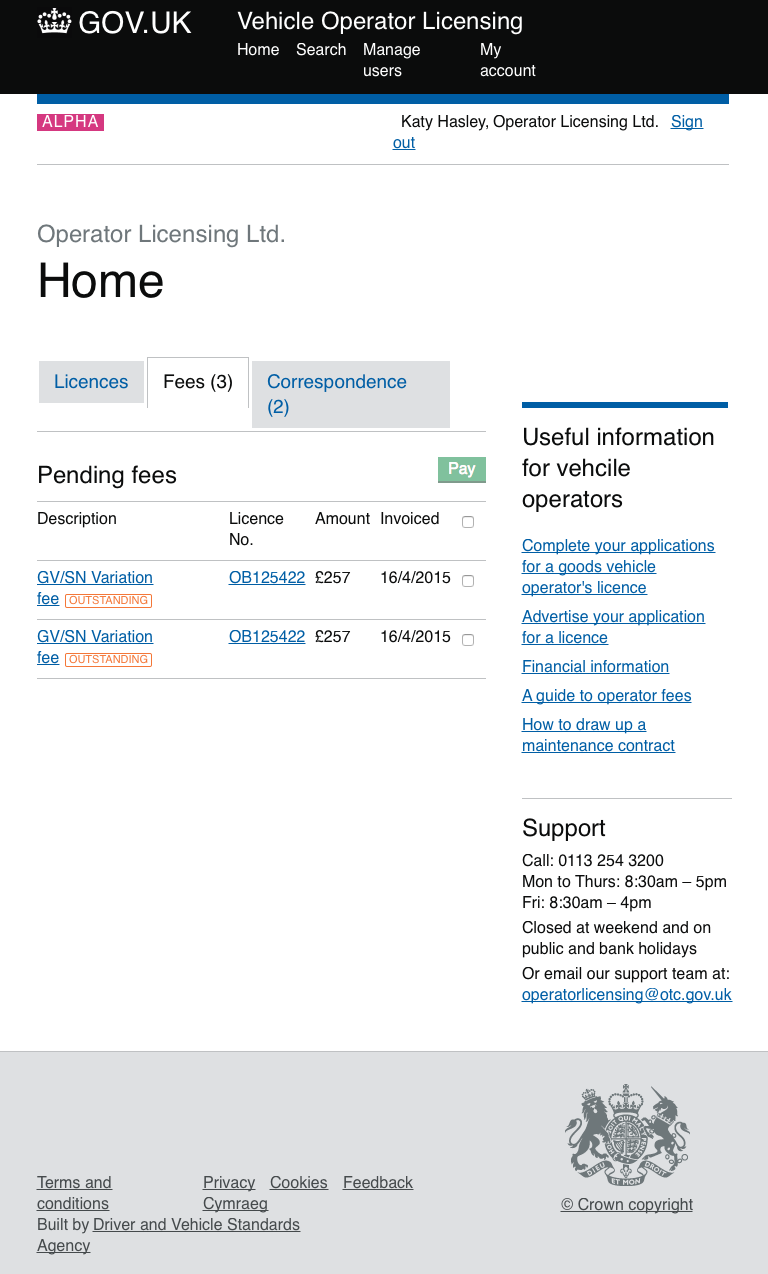 GOV.UK
Vehicle Operator Licensing
Home Search Manage users My account
ALPHA
Katy Hasley, Operator Licensing Ltd. Sign out
Operator Licensing Ltd.
Home
Licences
Fees (3)
Correspondence
(2)
Pending fees
Pay
Description Licence No. Amount Invoiced
GV/SN Variation
fee OUTSTANDING
OB125422 £257 16/4/2015
GV/SN Variation
fee OUTSTANDING
OB125422 £257 16/4/2015
Useful information
for vehcile
operators
Complete your applications
for a goods vehicle
operator's licence
Advertise your application
for a licence
Financial information
A guide to operator fees
How to draw up a
maintenance contract
Support
Call: 0113 254 3200
Mon to Thurs: 8:30am – 5pm
Fri: 8:30am – 4pm
Closed at weekend and on
public and bank holidays
Or email our support team at:
operatorlicensing@otc.gov.uk
Terms and
conditions
Privacy Cookies Feedback
Cymraeg
Built by Driver and Vehicle Standards
Agency
DIEU ET MON DROIT
© Crown copyright